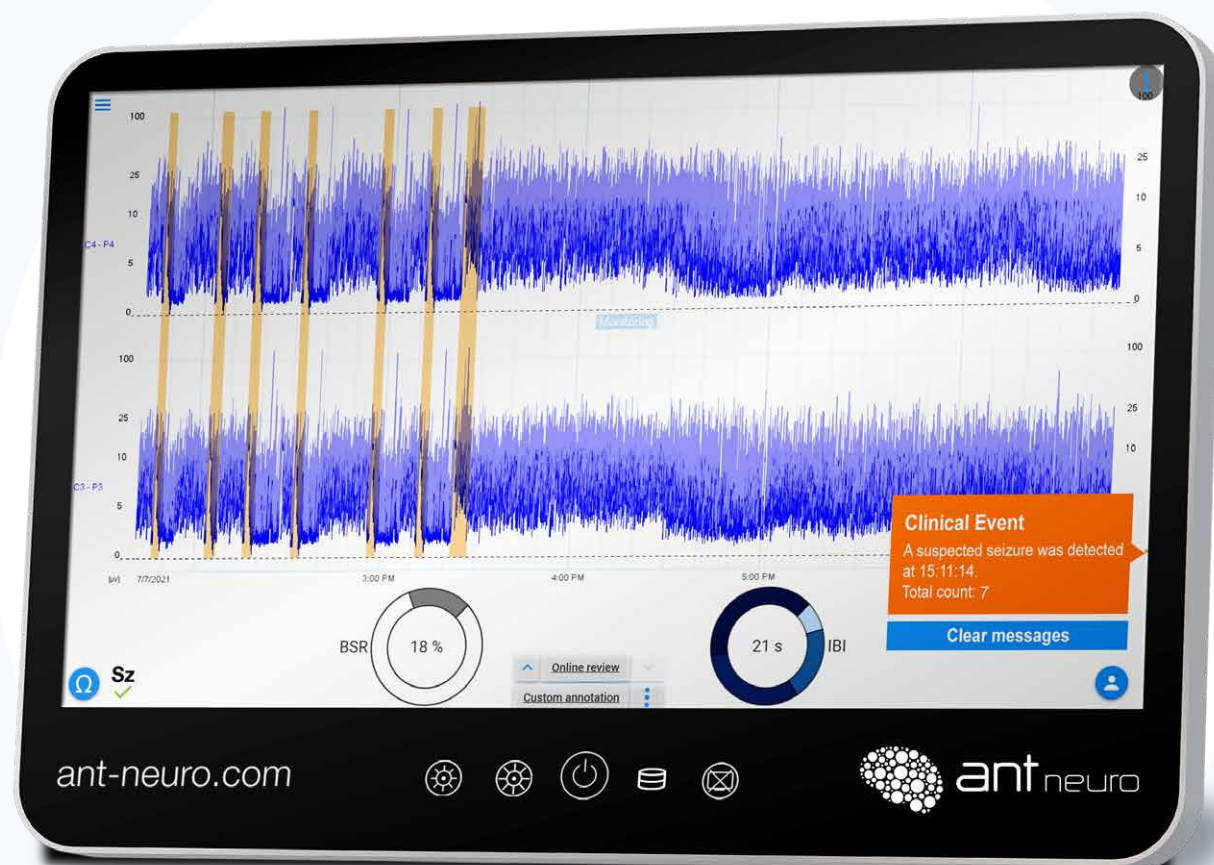 100
100
25
25
10
10
C4 - P4
5
5
0
0
Monitoring
100
100
25
25
10
10
C3 - P3
5
0
[µV]
7/7/2021
3:00 PM
4:00 PM
5:00 PM
Clinical Event
A suspected seizure was detected
at 15:11:14.
Total count: 7
Clear messages
BSR
18 %
21 s
IBI
Online review
Custom annotation
Ω
Sz
ant-neuro.com
ant neuro